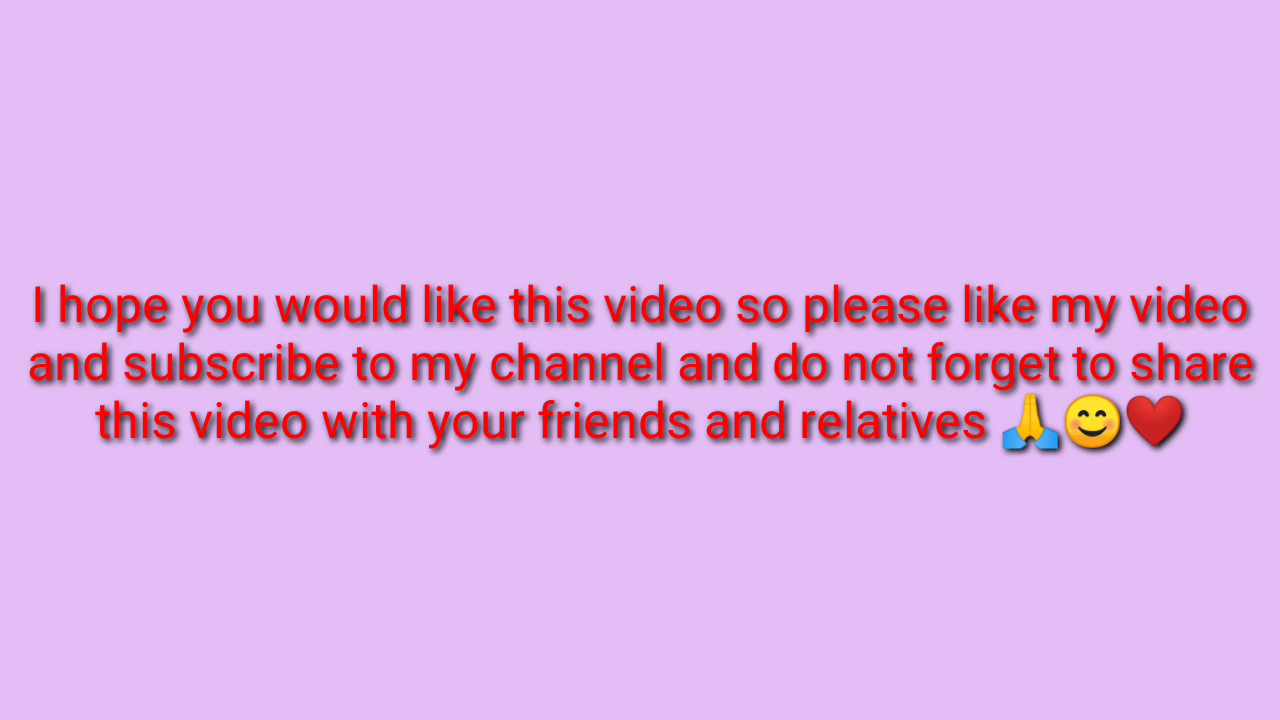 I hope you would like this video so please like my video
and subscribe to my channel and do not forget to share
this video with your friends and relatives 🙏😊❤️